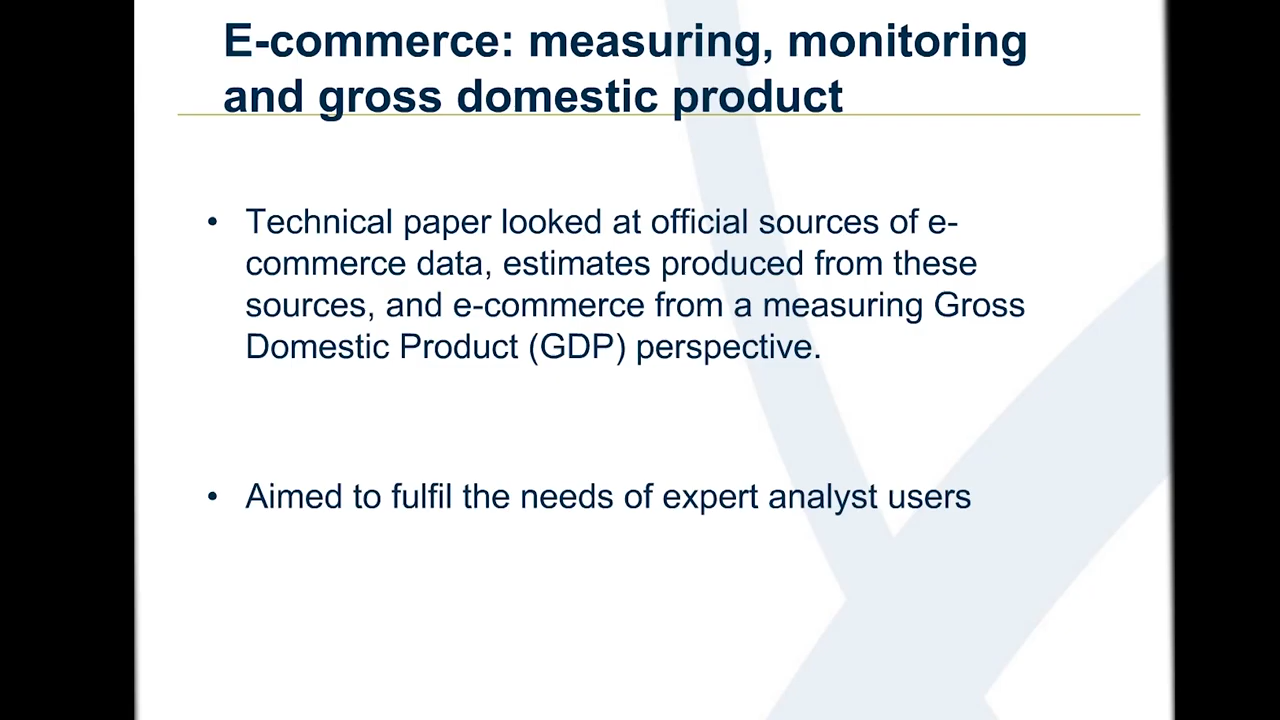 E-commerce: measuring, monitoring
and gross domestic product
• Technical paper looked at official sources of e-
commerce data, estimates produced from these
sources, and e-commerce from a measuring Gross
Domestic Product (GDP) perspective.
• Aimed to fulfil the needs of expert analyst users